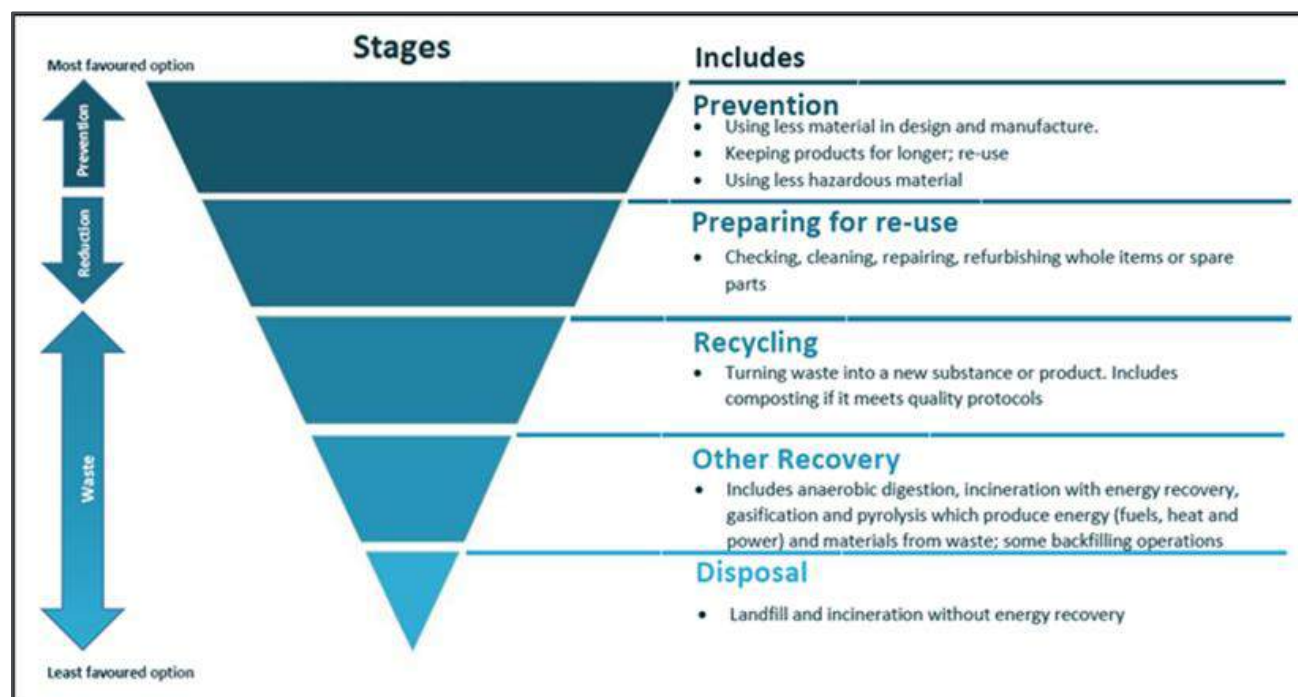 Stages
Includes
Most favoured option
Prevention
Reduction
Waste
Least favoured option
Prevention
• Using less material in design and manufacture.
• Keeping products for longer; re-use
• Using less hazardous material
Preparing for re-use
• Checking, cleaning, repairing, refurbishing whole items or spare
parts
Recycling
• Turning waste into a new substance or product. Includes
composting if it meets quality protocols
Other Recovery
• Includes anaerobic digestion, incineration with energy recovery,
gasification and pyrolysis which produce energy (fuels, heat and
power) and materials from waste; some backfilling operations
Disposal
• Landfill and incineration without energy recovery